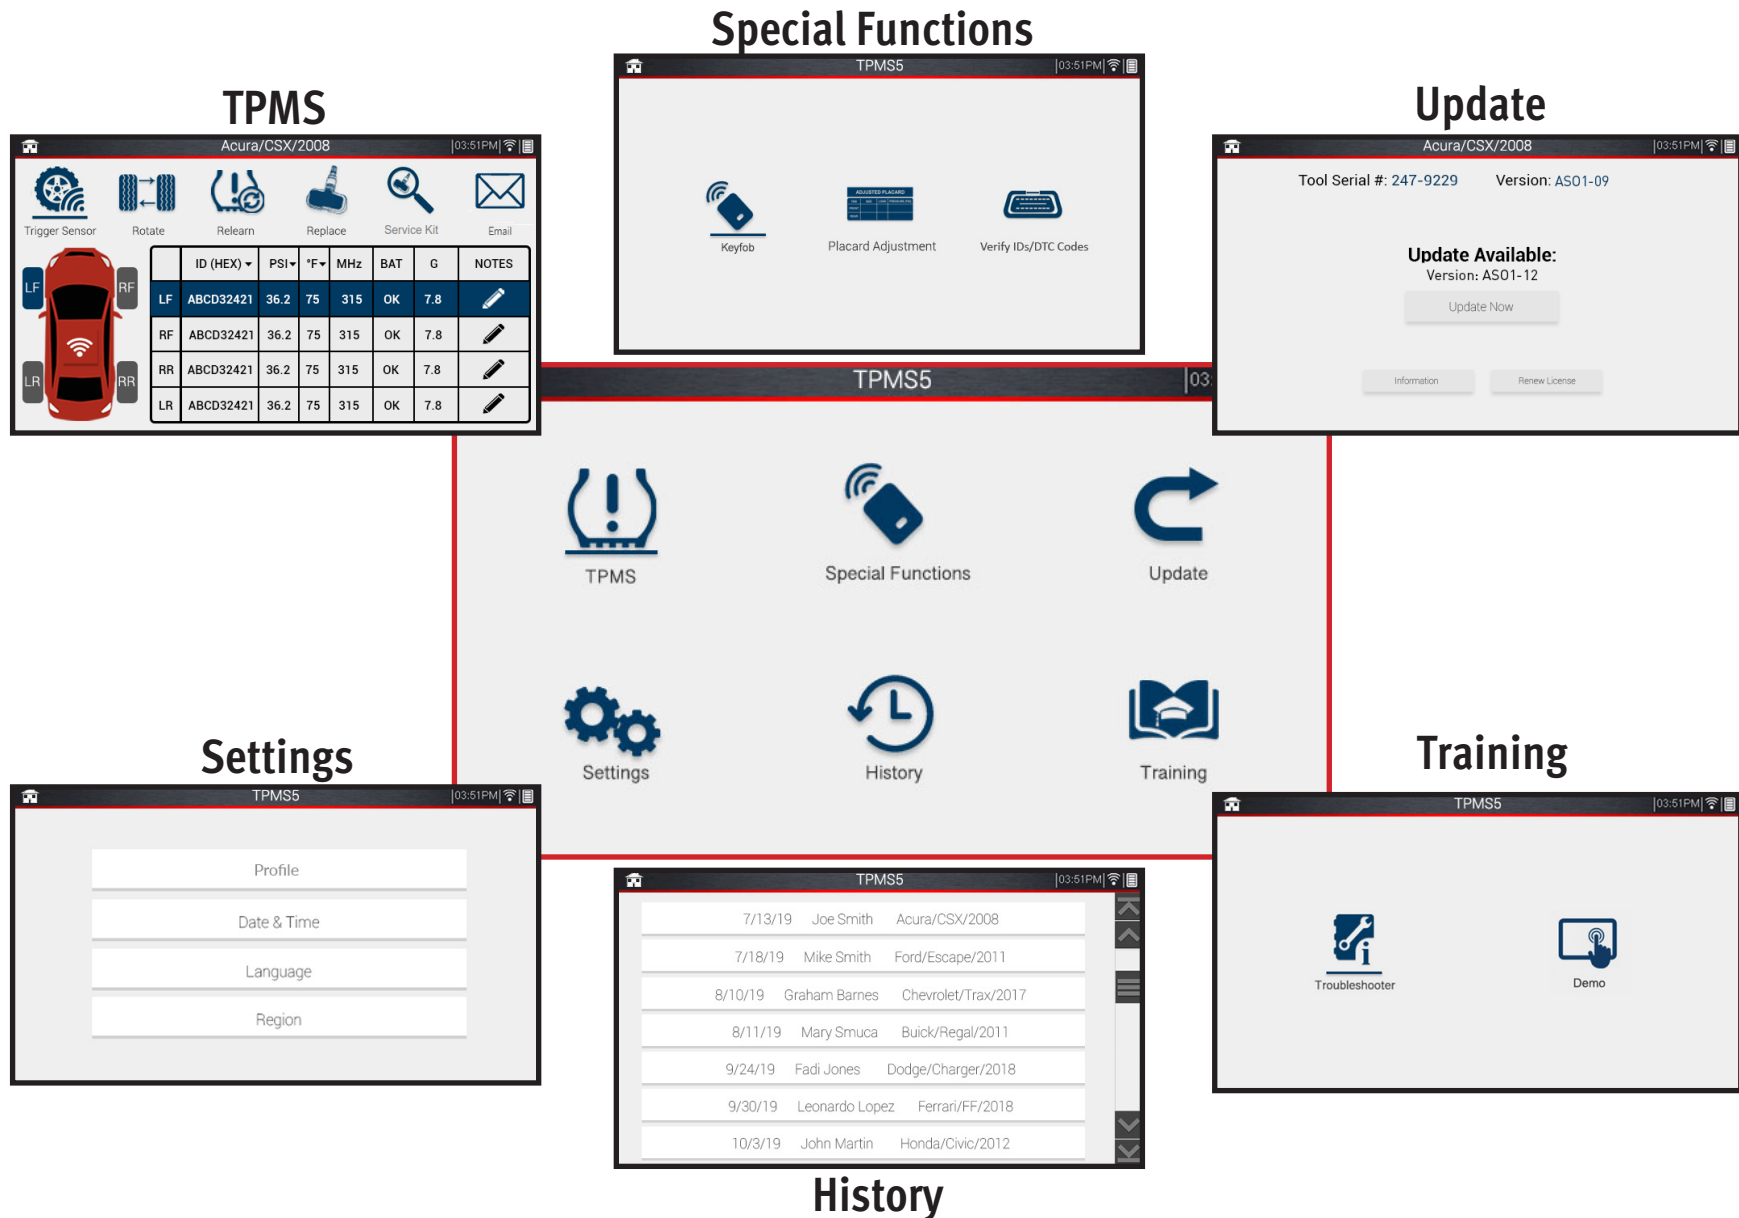 Special Functions
TPMS5 |03:51PM|
Keyfob
ADJUSTED PLACARD
Placard Adjustment
Verify IDs/DTC Codes
TPMS
Acura/CSX/2008 |03:51PM|
Trigger Sensor Rotate Relearn Replace Service Kit Email
LF RF LR RR
ID (HEX) PSI °F MHz BAT G NOTES
LF ABCD32421 36.2 75 315 OK 7.8
RF ABCD32421 36.2 75 315 OK 7.8
RR ABCD32421 36.2 75 315 OK 7.8
LR ABCD32421 36.2 75 315 OK 7.8
Update
Acura/CSX/2008 |03:51PM|
Tool Serial #: 247-9229 Version: AS01-09
Update Available:
Version: AS01-12
Update Now
Information Renew License
TPMS5 |03:
TPMS Special Functions Update
Settings History Training
Settings
TPMS5 |03:51PM|
Profile
Date & Time
Language
Region
History
TPMS5 |03:51PM|
7/13/19 Joe Smith Acura/CSX/2008
7/18/19 Mike Smith Ford/Escape/2011
8/10/19 Graham Barnes Chevrolet/Trax/2017
8/11/19 Mary Smuca Buick/Regal/2011
9/24/19 Fadi Jones Dodge/Charger/2018
9/30/19 Leonardo Lopez Ferrari/FF/2018
10/3/19 John Martin Honda/Civic/2012
Training
TPMS5 |03:51PM|
Troubleshooter Demo